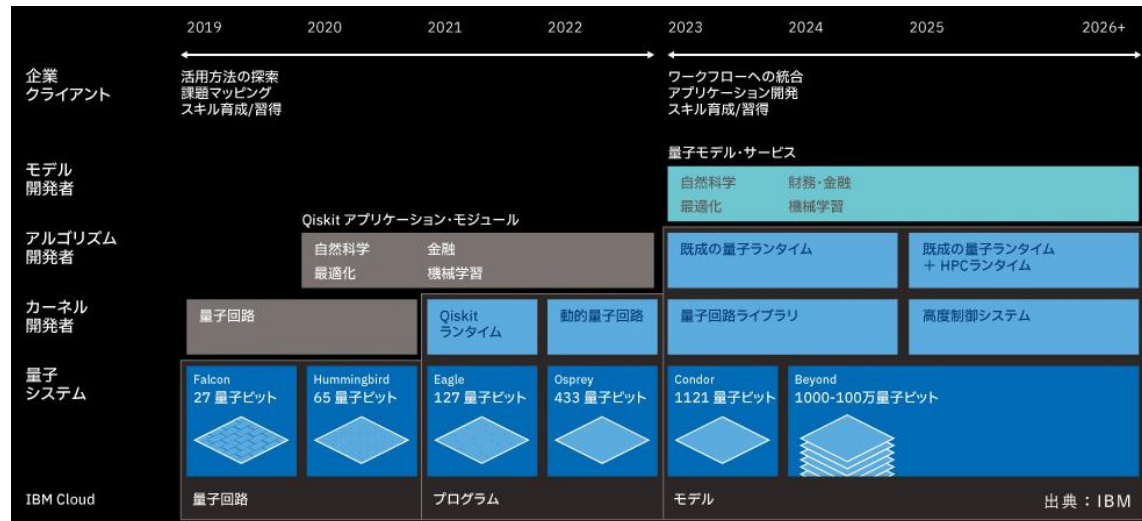 2019 2020 2021 2022 2023 2024 2025 2026+
企業
クライアント
活用方法の探索
課題マッピング
スキル育成/習得
ワークフローへの統合
アプリケーション開発
スキル育成/習得
モデル
開発者
量子モデル・サービス
自然科学 財務・金融
最適化 機械学習
アルゴリズム
開発者
Qiskit アプリケーション・モジュール
自然科学 金融
最適化 機械学習
既成の量子ランタイム
既成の量子ランタイム
+ HPCランタイム
カーネル
開発者
量子回路
Qiskit
ランタイム
動的量子回路
量子回路ライブラリ
高度制御システム
量子
システム
Falcon
27 量子ビット
Hummingbird
65 量子ビット
Eagle
127 量子ビット
Osprey
433 量子ビット
Condor
1121 量子ビット
Beyond
1000-100万量子ビット
IBM Cloud
量子回路
プログラム
モデル
出典：IBM